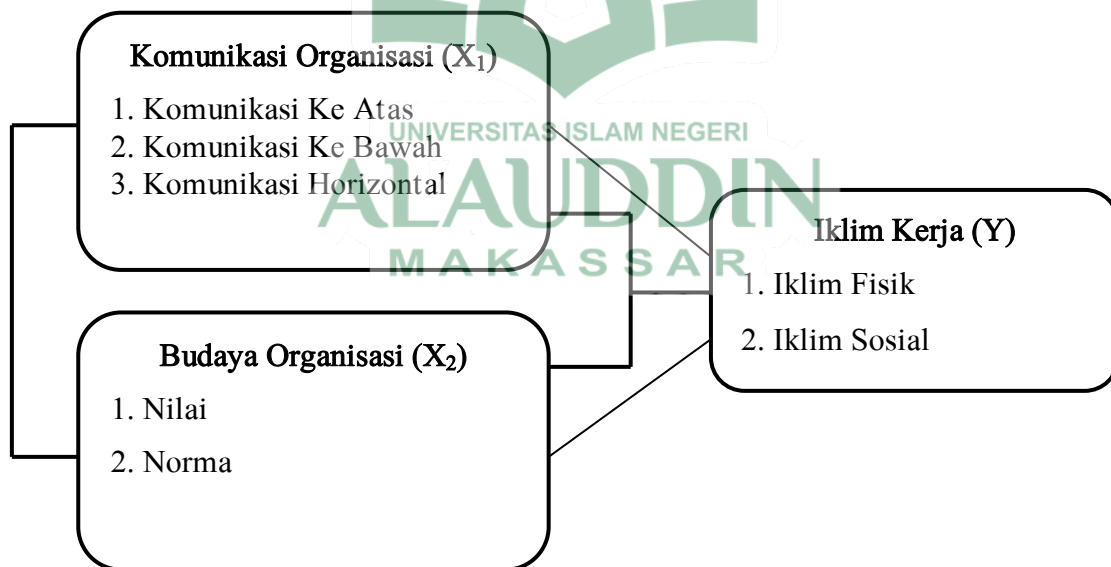 Komunikasi Organisasi (X₁)
1. Komunikasi Ke Atas
2. Komunikasi Ke Bawah
3. Komunikasi Horizontal
UNIVERSITAS ISLAM NEGERI
ALAUDDIN
MAKASSAR
Iklim Kerja (Y)
1. Iklim Fisik
2. Iklim Sosial
Budaya Organisasi (X₂)
1. Nilai
2. Norma